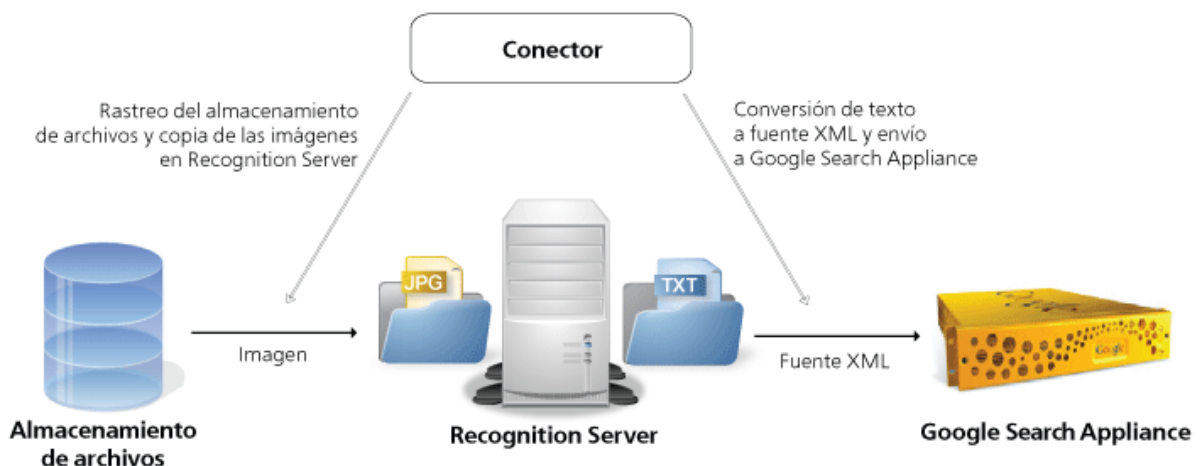 Conector
Rastreo del almacenamiento
de archivos y copia de las imágenes
en Recognition Server
Conversión de texto
a fuente XML y envío
a Google Search Appliance
JPG
TXT
Imagen
Fuente XML
Google
Almacenamiento
de archivos
Recognition Server
Google Search Appliance